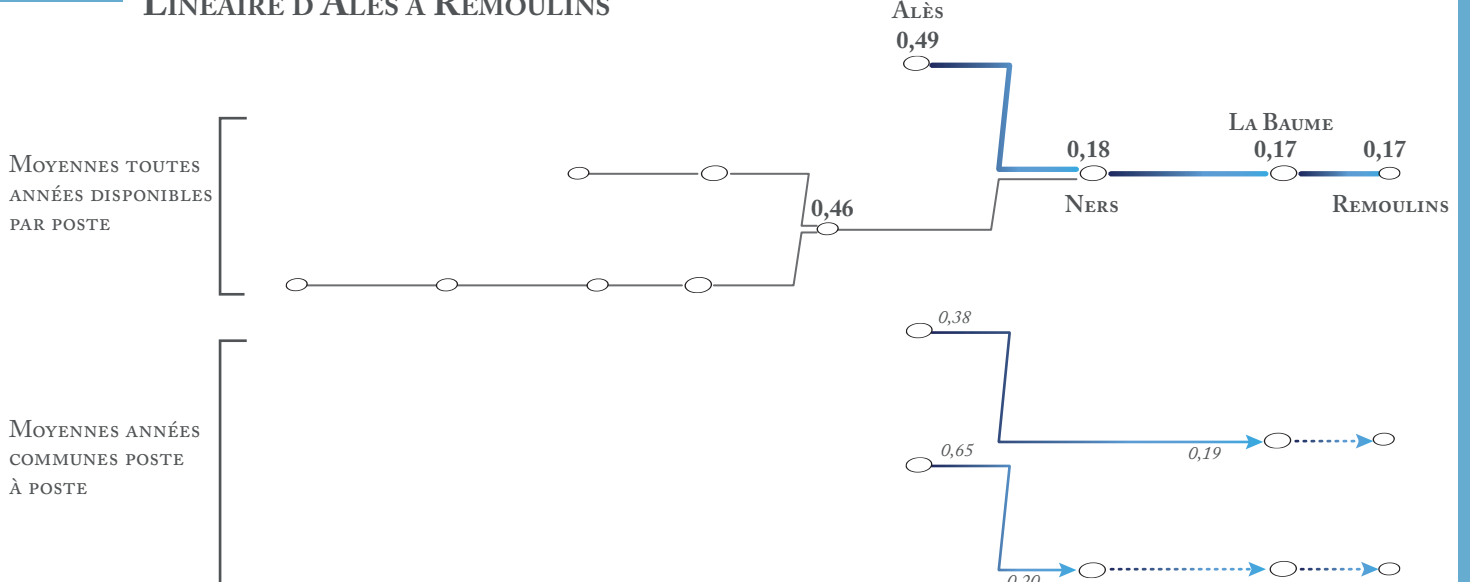 Linéaire d'Alès à Remoulins
Alès
0,49
La Baume
0,18
0,17
0,17
Ners
Remoulins
Moyennes toutes
années disponibles
par poste
0,46
0,38
0,19
Moyennes années
communes poste
à poste
0,65
0,20